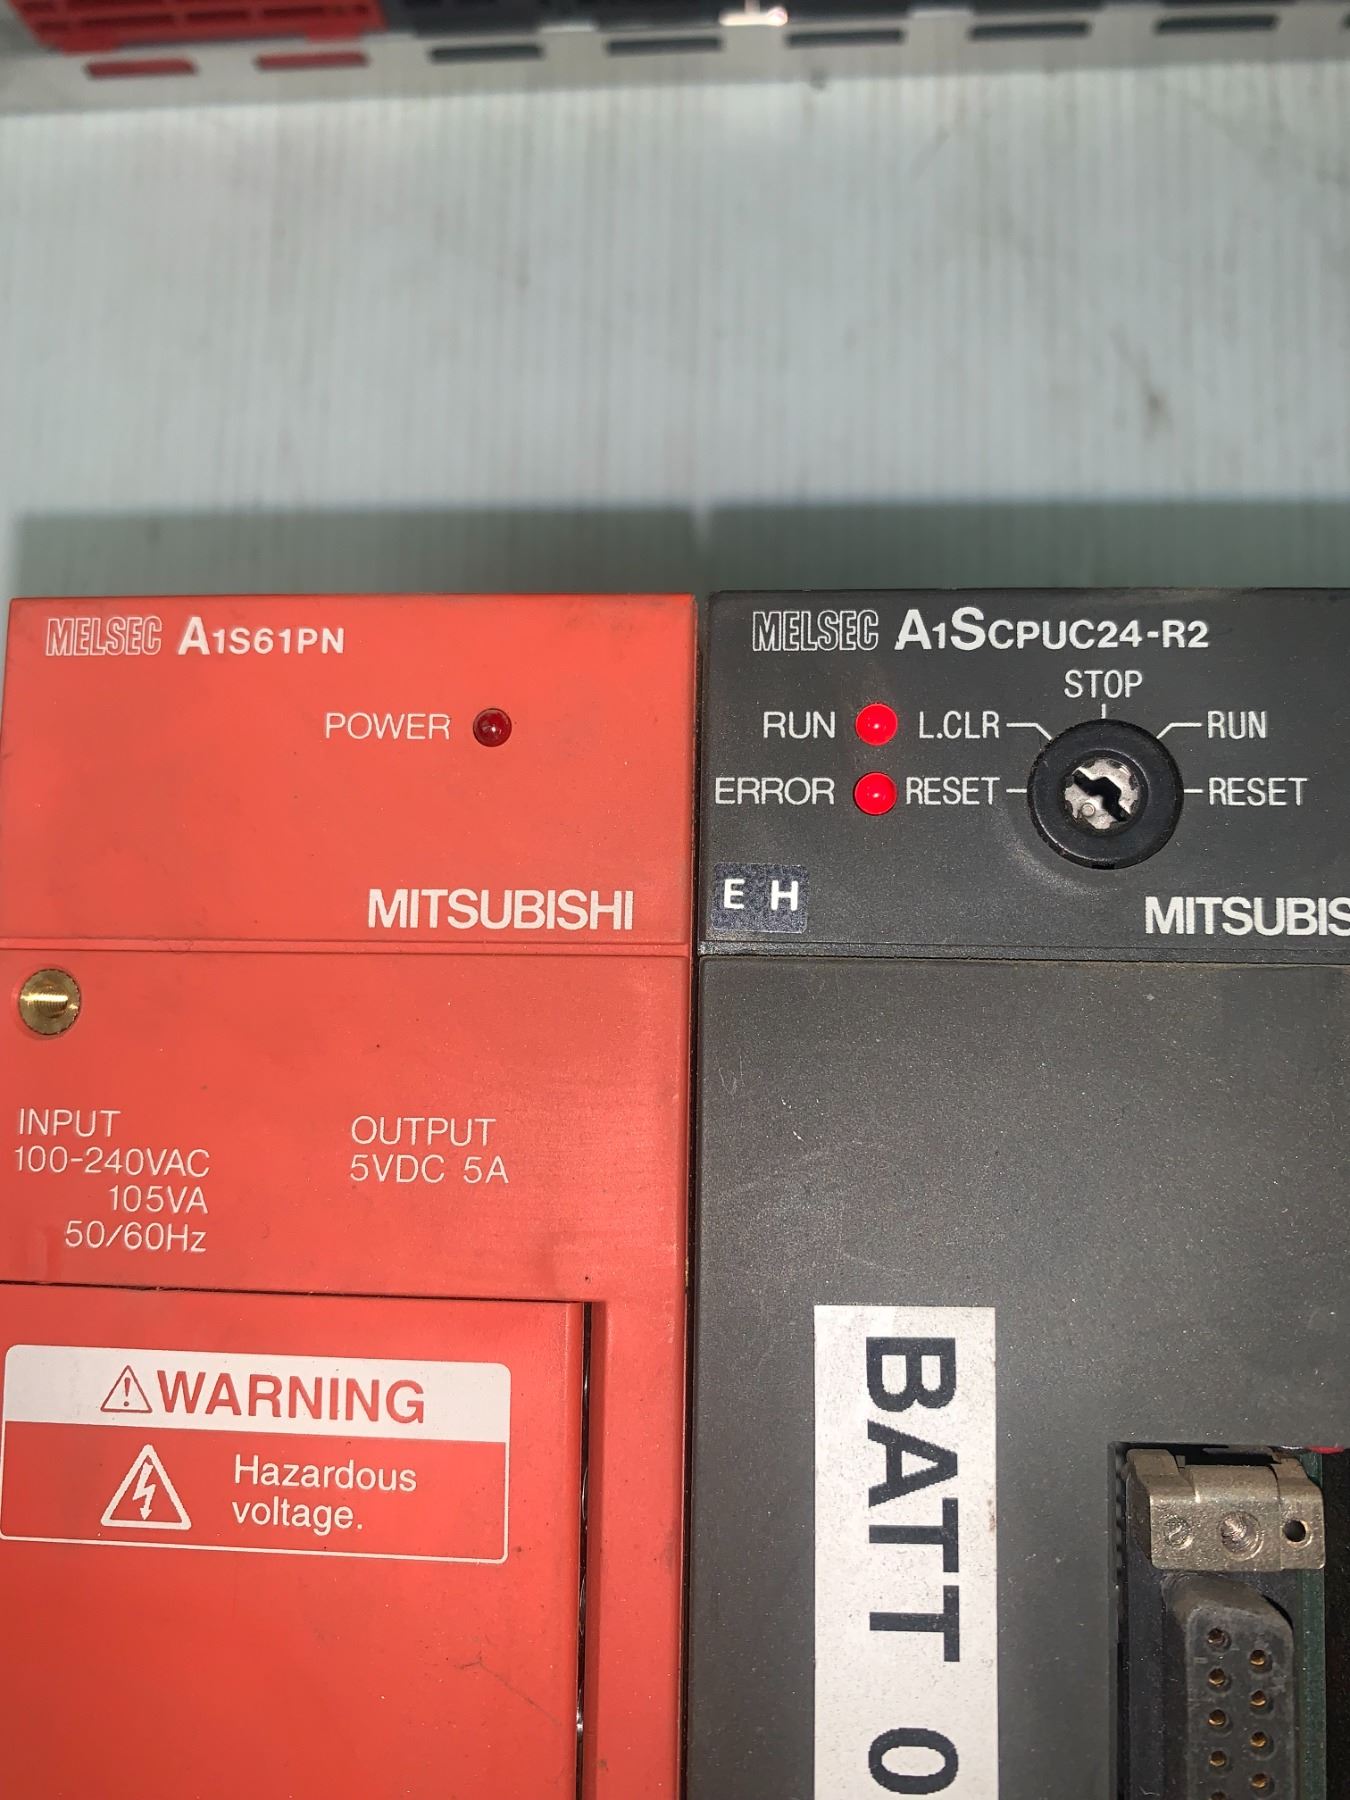 MELSEC A1S61PN
POWER
MITSUBISHI
INPUT
100-240VAC
105VA
50/60Hz
OUTPUT
5VDC 5A
WARNING
Hazardous
voltage.
MELSEC A1SCPUC24-R2
STOP
RUN L.CLR RUN
ERROR RESET RESET
E H
MITSUBIS
BATT 0